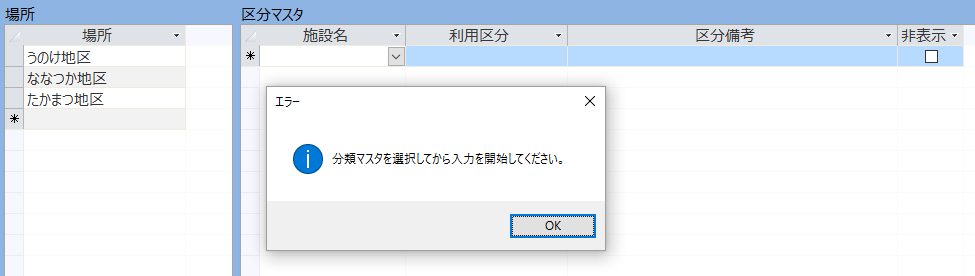 場所
区分マスタ
場所
施設名 利用区分 区分備考 非表示
うのけ地区
ななつか地区
たかまつ地区
エラー
分類マスタを選択してから入力を開始してください。
OK